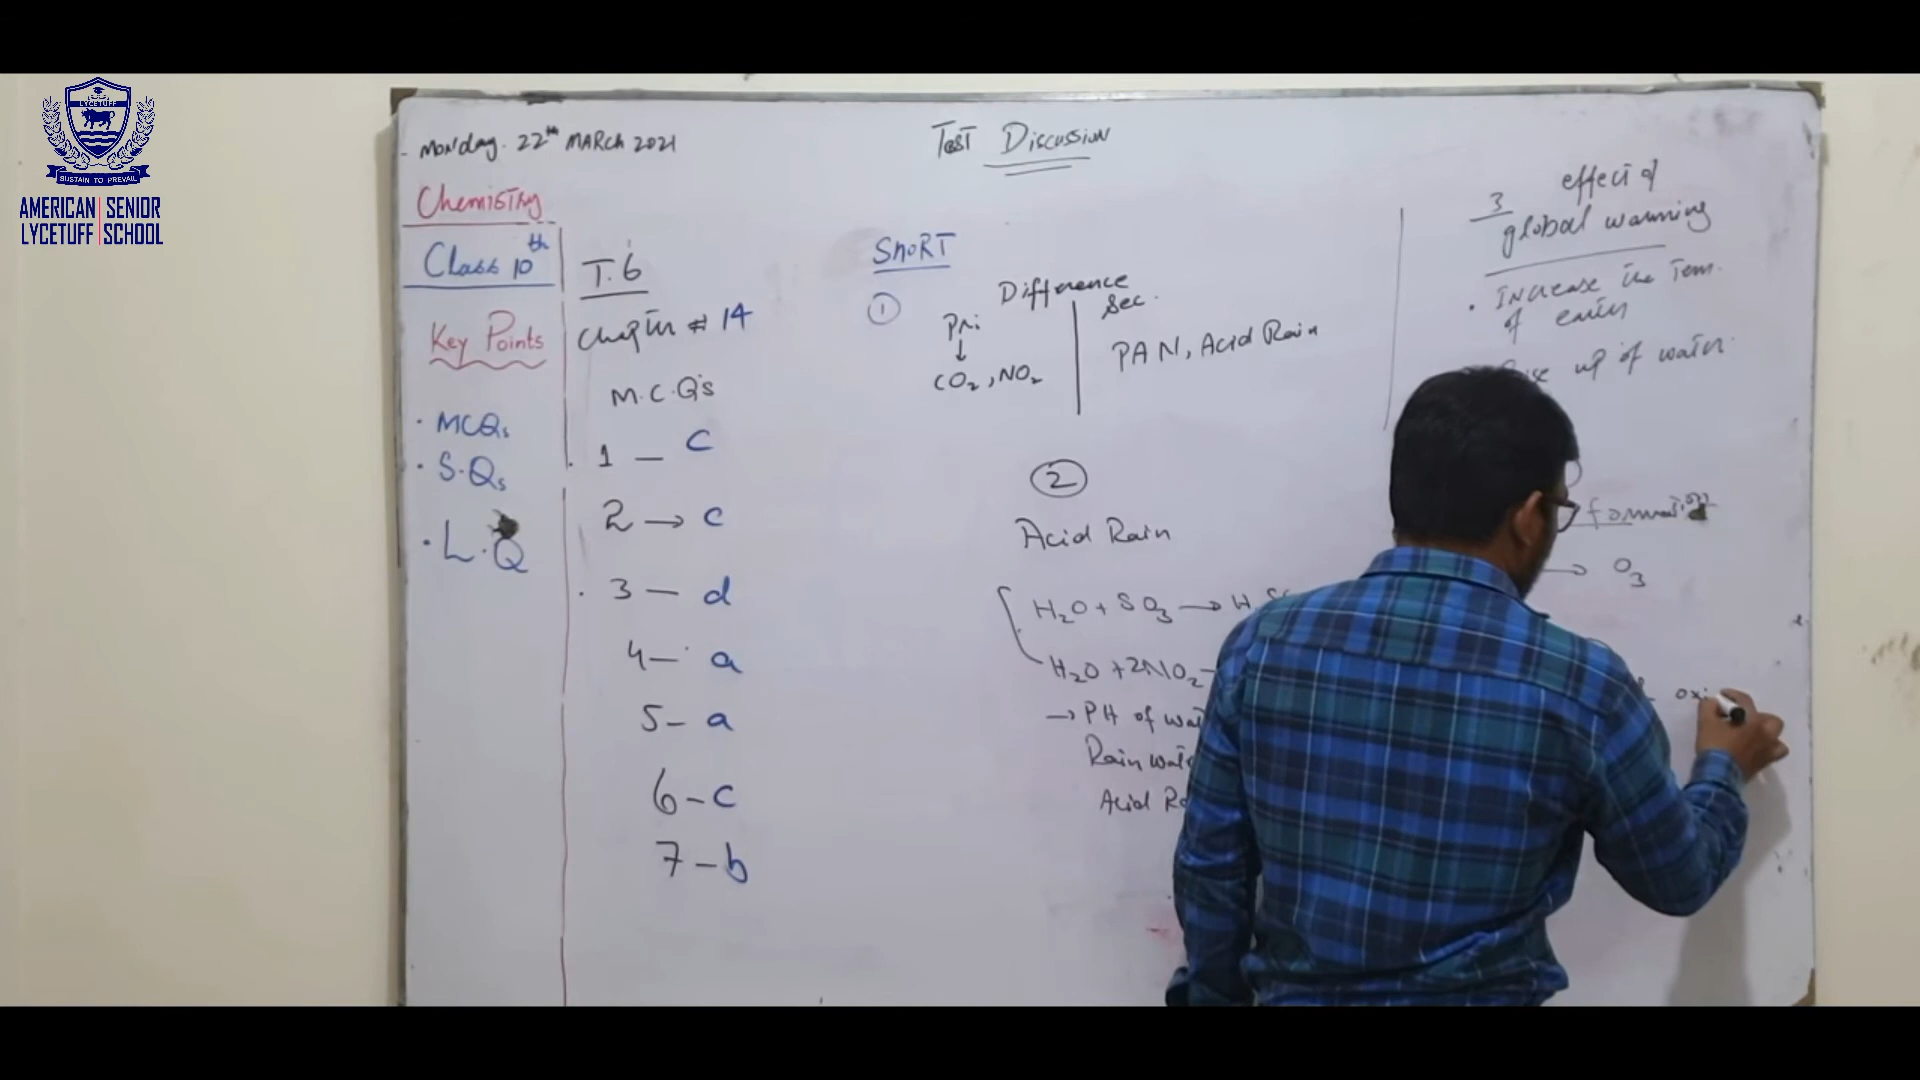 LYCETUFF
SUSTAIN TO PREVAIL
AMERICAN SENIOR
LYCETUFF SCHOOL
Monday. 22th MARCH 2021
Test Discussion
Chemistry
Class 10th
Key Points
• MCQs
• S.Qs
• L.Q
T.6
Chapter # 14
M.C.Q's
1 — c
2 → c
3 — d
4 — a
5 - a
6 - c
7 - b
SHORT
1
Difference
Pri
Sec.
↓
CO2, NO2
PAN, Acid Rain
2
Acid Rain
H2O + SO3 → H
H2O + 2NO2
→ PH of
Rain
Acid
3
effect of
global warming
• Increase the Tem.
of earth
up of water
formation
→ O3